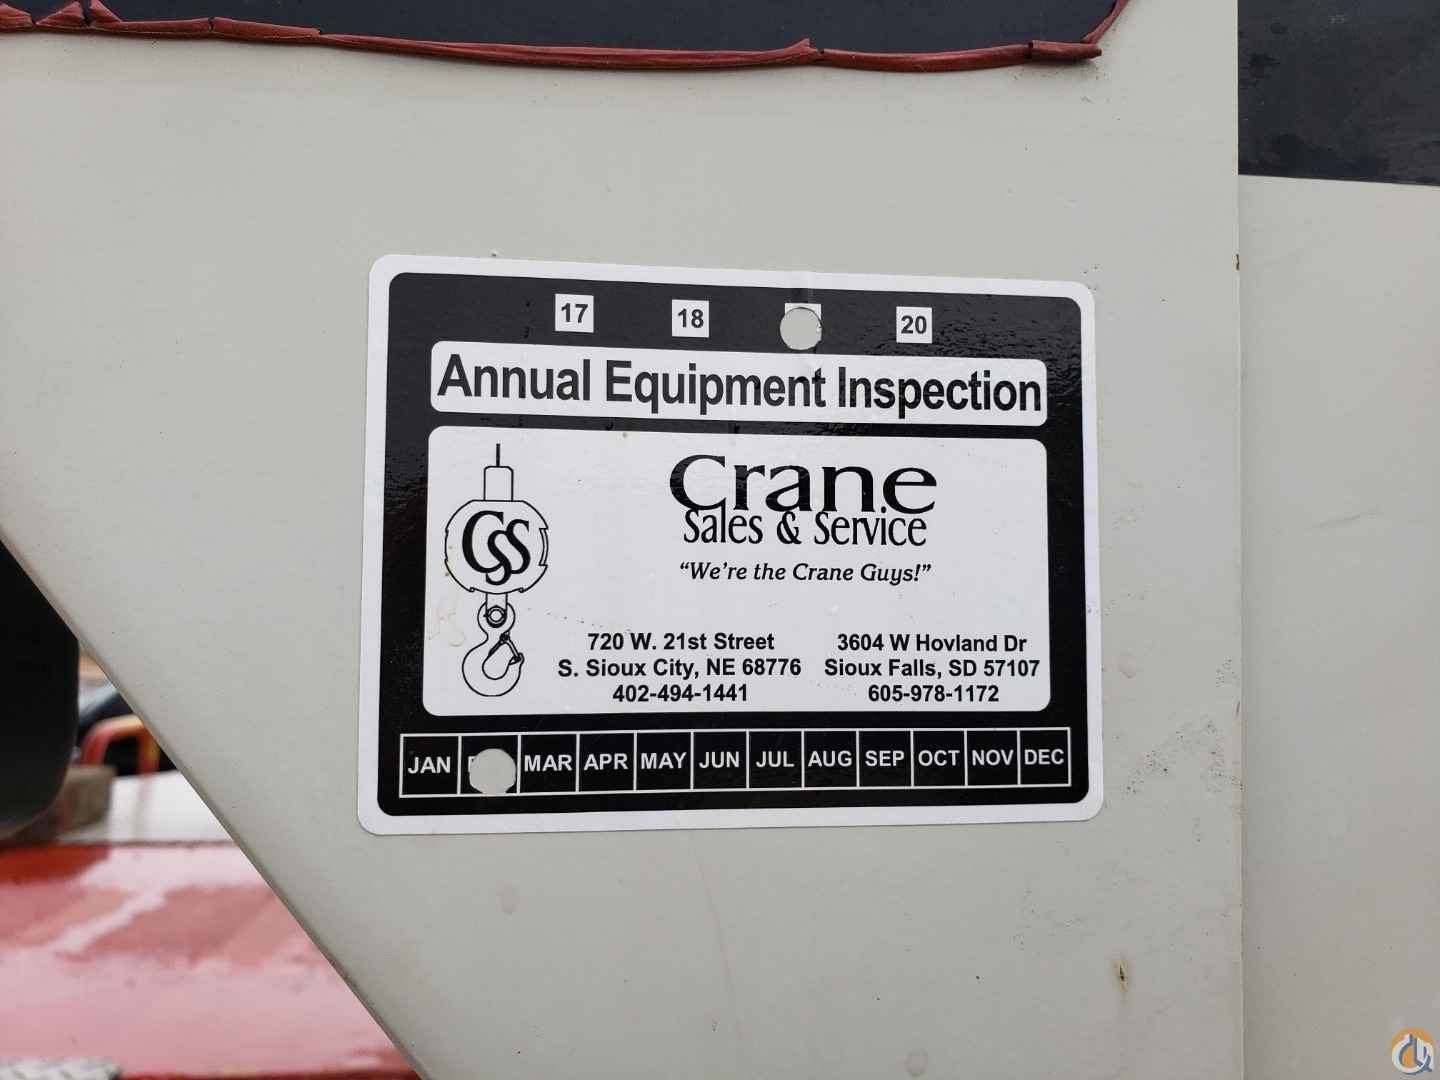 17 18 20
Annual Equipment Inspection
CSS
Crane
Sales & Service
“We're the Crane Guys!”
720 W. 21st Street
S. Sioux City, NE 68776
402-494-1441
3604 W Hovland Dr
Sioux Falls, SD 57107
605-978-1172
JAN MAR APR MAY JUN JUL AUG SEP OCT NOV DEC